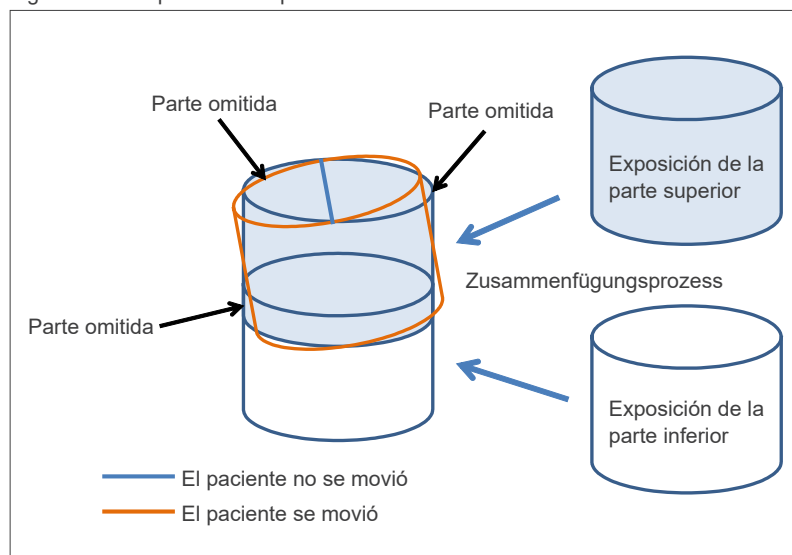 Parte omitida
Parte omitida
Exposición de la
parte superior
Zusammenfügungsprozess
Parte omitida
Exposición de la
parte inferior
El paciente no se movió
El paciente se movió